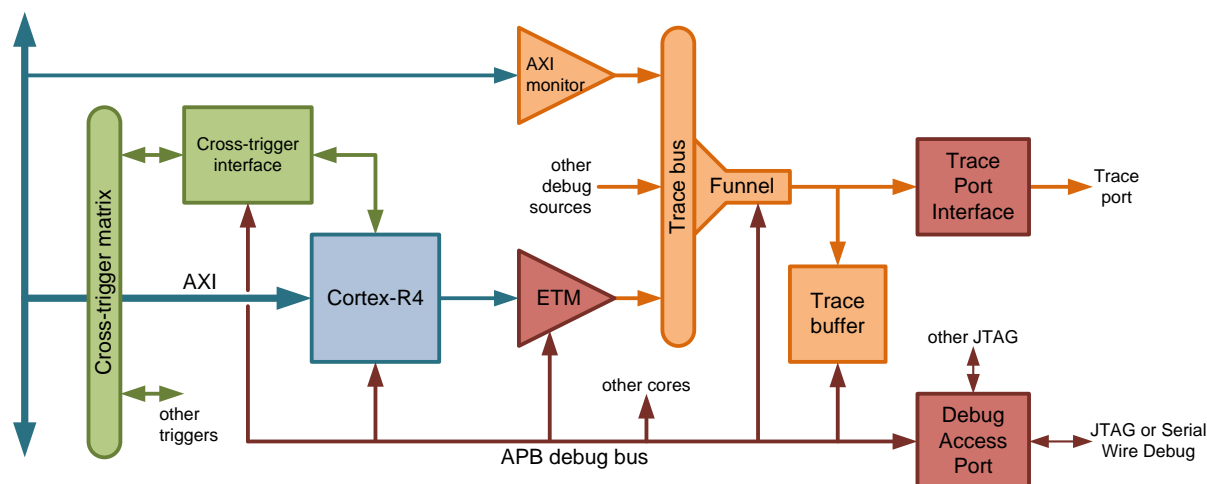 AXI
monitor
Cross-trigger
interface
Cross-trigger matrix
other
debug
sources
Trace bus
Funnel
Trace
Port
Interface
Trace
port
AXI
Cortex-R4
ETM
Trace
buffer
other JTAG
other cores
other
triggers
Debug
Access
Port
JTAG or Serial
Wire Debug
APB debug bus